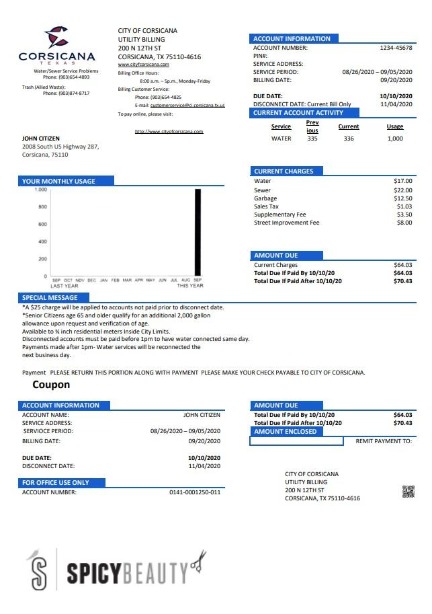 CORSICANA
TEXAS
Water/Sewer Service Problems
Phone: (903)654-4893
Trash (Allied Waste):
Phone: (800)874-6717
CITY OF CORSICANA
UTILITY BILLING
200 N 12TH ST
CORSICANA, TX 75110-4616
www.cityofcorsicana.com
Billing Office Hours:
8:00 a.m. – 5p.m., Monday-Friday
Billing Customer Service:
Phone: (903)654-4835
E-mail: customerservice@ci.corsicana.tx.us
To pay online, please visit:
http://www.cityofcorsicana.com
JOHN CITIZEN
2008 South US Highway 287,
Corsicana, 75110
ACCOUNT INFORMATION
ACCOUNT NUMBER: 1234-45678
PIN#:
SERVICE ADDRESS:
SERVICE PERIOD: 08/26/2020 – 09/05/2020
BILLING DATE: 09/20/2020
DUE DATE: 10/10/2020
DISCONNECT DATE: Current Bill Only 11/04/2020
CURRENT ACCOUNT ACTIVITY
Service Prev ious Current Usage
WATER 335 336 1,000
YOUR MONTHLY USAGE
1,000
800
600
400
200
0
SEP OCT NOV DEC JAN FEB MAR APR MAY JUN JUL AUG SEP
LAST YEAR THIS YEAR
CURRENT CHARGES
Water $17.00
Sewer $22.00
Garbage $12.50
Sales Tax $1.03
Supplementary Fee $3.50
Street Improvement Fee $8.00
AMOUNT DUE
Current Charges $64.03
Total Due If Paid By 10/10/20 $64.03
Total Due If Paid After 10/10/20 $70.43
SPECIAL MESSAGE
*A $25 charge will be applied to accounts not paid prior to disconnect date.
*Senior Citizens age 65 and older qualify for an additional 2,000 gallon
allowance upon request and verification of age.
Available to ¾ inch residential meters inside City Limits.
Disconnected accounts must be paid before 1pm to have water connected same day.
Payments made after 1pm- Water services will be reconnected the
next business day.
Payment PLEASE RETURN THIS PORTION ALONG WITH PAYMENT PLEASE MAKE YOUR CHECK PAYABLE TO CITY OF CORSICANA.
Coupon
ACCOUNT INFORMATION
ACCOUNT NAME: JOHN CITIZEN
SERVICE ADDRESS:
SERVIOCE PERIOD: 08/26/2020 – 09/05/2020
BILLING DATE: 09/20/2020
DUE DATE: 10/10/2020
DISCONNECT DATE: 11/04/2020
FOR OFFICE USE ONLY
ACCOUNT NUMBER: 0141-0001250-011
AMOUNT DUE
Total Due If Paid By 10/10/20 $64.03
Total Due If Paid After 10/10/20 $70.43
AMOUNT ENCLOSED
REMIT PAYMENT TO:
CITY OF CORSICANA
UTILITY BILLING
200 N 12TH ST
CORSICANA, TX 75110-4616
S
SPICYBEAUTY